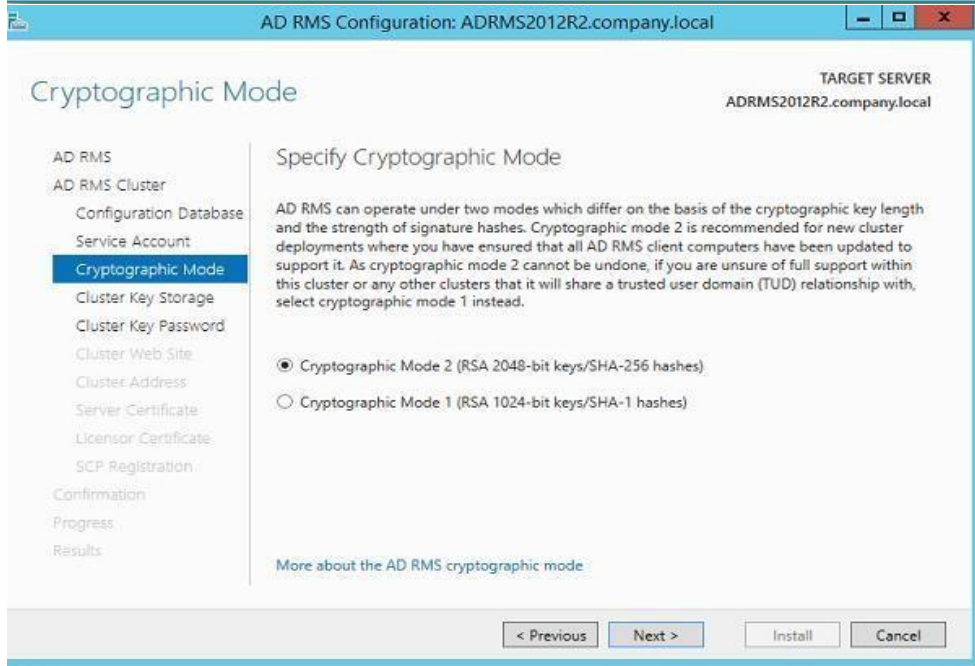 AD RMS Configuration: ADRMS2012R2.company.local
Cryptographic Mode
TARGET SERVER
ADRMS2012R2.company.local
AD RMS
AD RMS Cluster
Configuration Database
Service Account
Cryptographic Mode
Cluster Key Storage
Cluster Key Password
Cluster Web Site
Cluster Address
Server Certificate
Licensor Certificate
SCP Registration
Confirmation
Progress
Results
Specify Cryptographic Mode
AD RMS can operate under two modes which differ on the basis of the cryptographic key length
and the strength of signature hashes. Cryptographic mode 2 is recommended for new cluster
deployments where you have ensured that all AD RMS client computers have been updated to
support it. As cryptographic mode 2 cannot be undone, if you are unsure of full support within
this cluster or any other clusters that it will share a trusted user domain (TUD) relationship with,
select cryptographic mode 1 instead.
Cryptographic Mode 2 (RSA 2048-bit keys/SHA-256 hashes)
Cryptographic Mode 1 (RSA 1024-bit keys/SHA-1 hashes)
More about the AD RMS cryptographic mode
< Previous
Next >
Install
Cancel